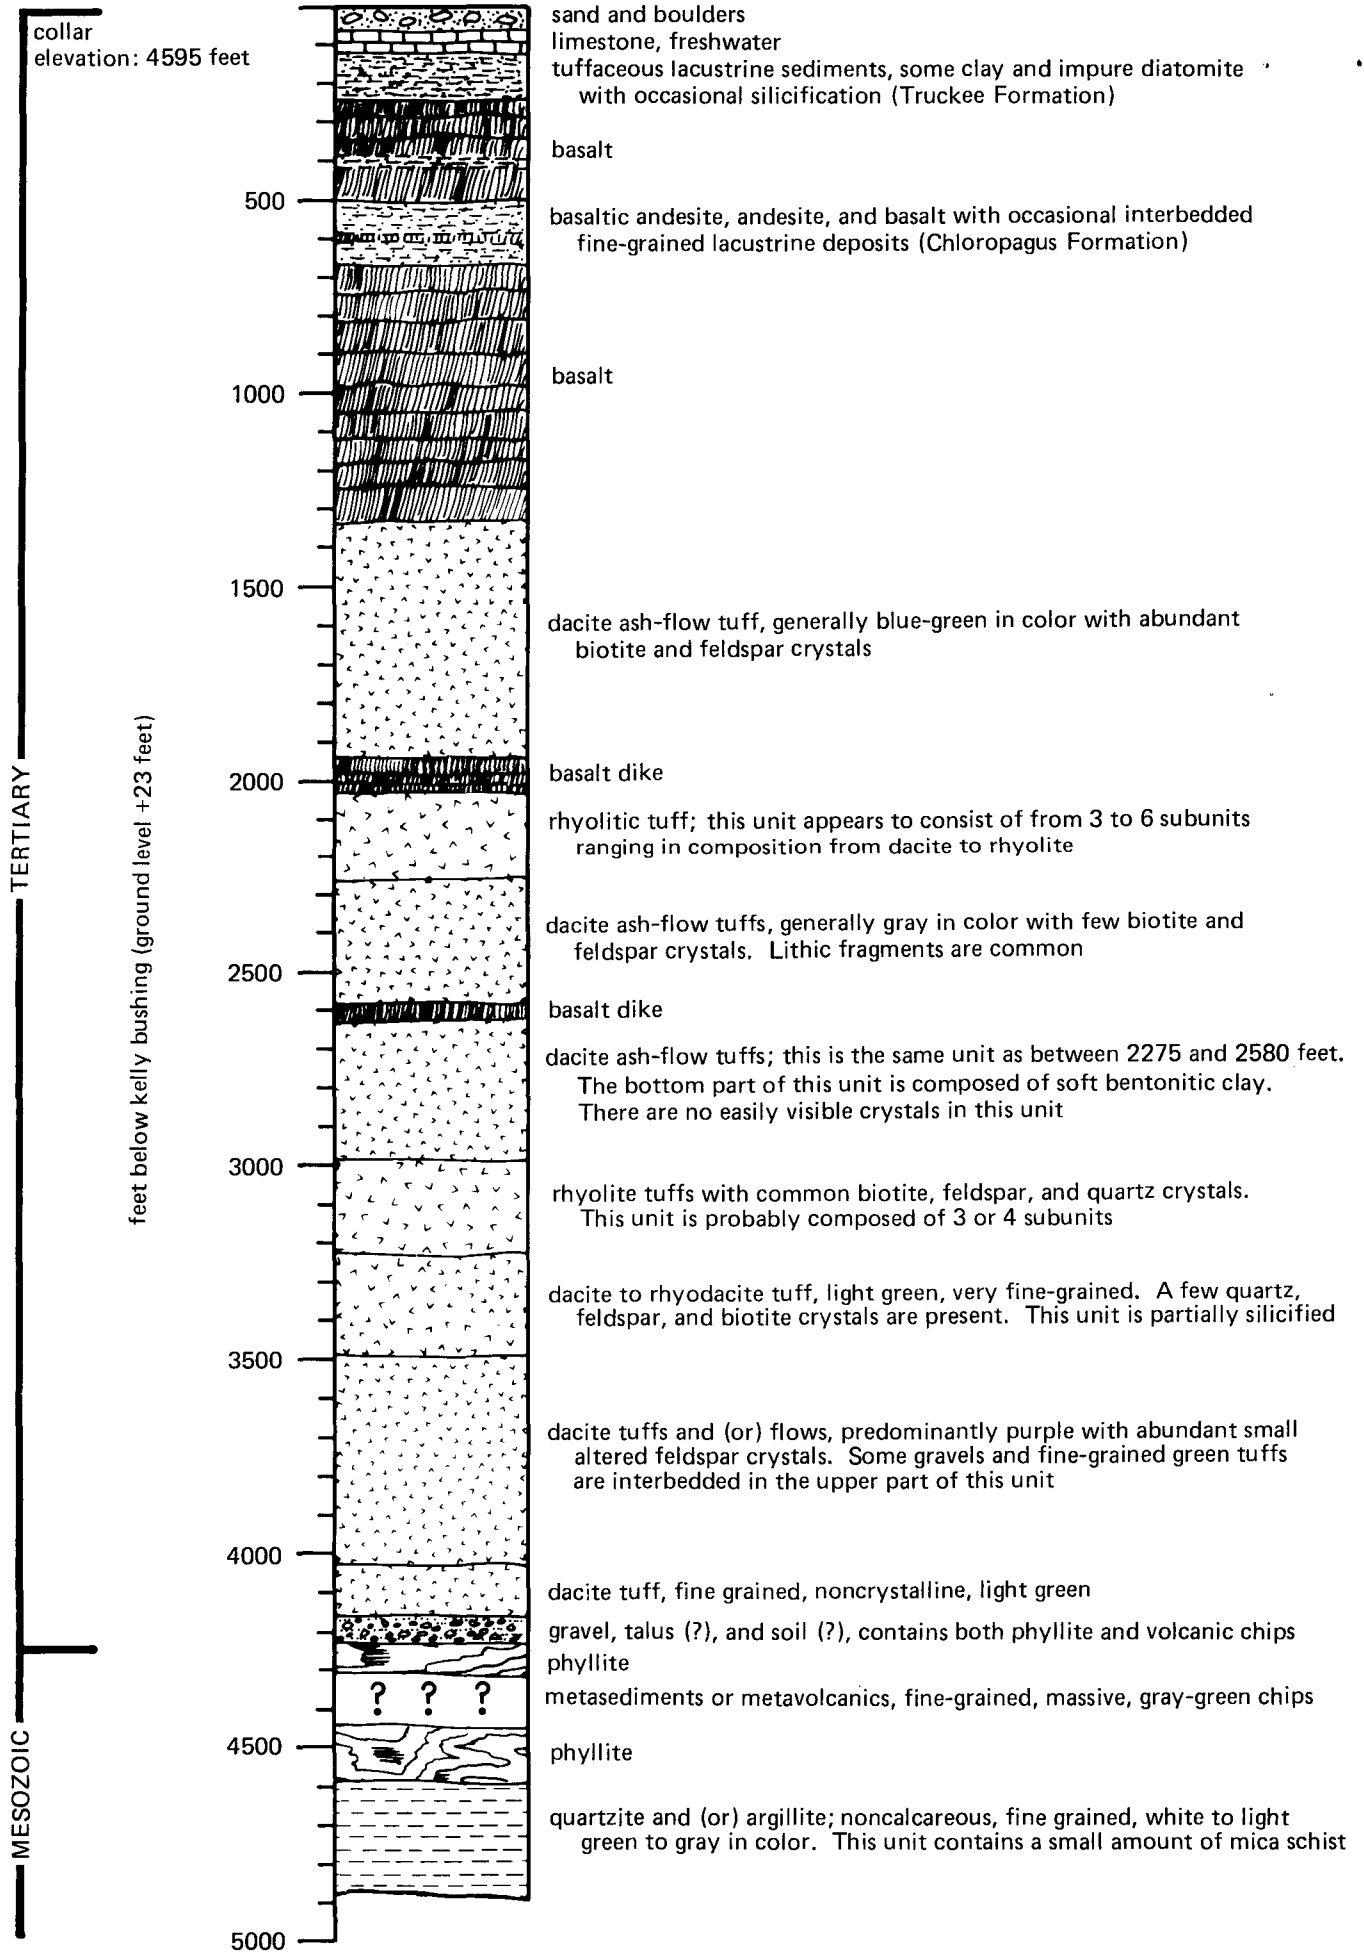 collar
elevation: 4595 feet
TERTIARY
MESOZOIC
feet below kelly bushing (ground level +23 feet)
500
1000
1500
2000
2500
3000
3500
4000
4500
5000
sand and boulders
limestone, freshwater
tuffaceous lacustrine sediments, some clay and impure diatomite
with occasional silicification (Truckee Formation)
basalt
basaltic andesite, andesite, and basalt with occasional interbedded
fine-grained lacustrine deposits (Chloropagus Formation)
basalt
dacite ash-flow tuff, generally blue-green in color with abundant
biotite and feldspar crystals
basalt dike
rhyolitic tuff; this unit appears to consist of from 3 to 6 subunits
ranging in composition from dacite to rhyolite
dacite ash-flow tuffs, generally gray in color with few biotite and
feldspar crystals. Lithic fragments are common
basalt dike
dacite ash-flow tuffs; this is the same unit as between 2275 and 2580 feet.
The bottom part of this unit is composed of soft bentonitic clay.
There are no easily visible crystals in this unit
rhyolite tuffs with common biotite, feldspar, and quartz crystals.
This unit is probably composed of 3 or 4 subunits
dacite to rhyodacite tuff, light green, very fine-grained. A few quartz,
feldspar, and biotite crystals are present. This unit is partially silicified
dacite tuffs and (or) flows, predominantly purple with abundant small
altered feldspar crystals. Some gravels and fine-grained green tuffs
are interbedded in the upper part of this unit
dacite tuff, fine grained, noncrystalline, light green
gravel, talus (?), and soil (?), contains both phyllite and volcanic chips
phyllite
? ? ?
metasediments or metavolcanics, fine-grained, massive, gray-green chips
phyllite
quartzite and (or) argillite; noncalcareous, fine grained, white to light
green to gray in color. This unit contains a small amount of mica schist